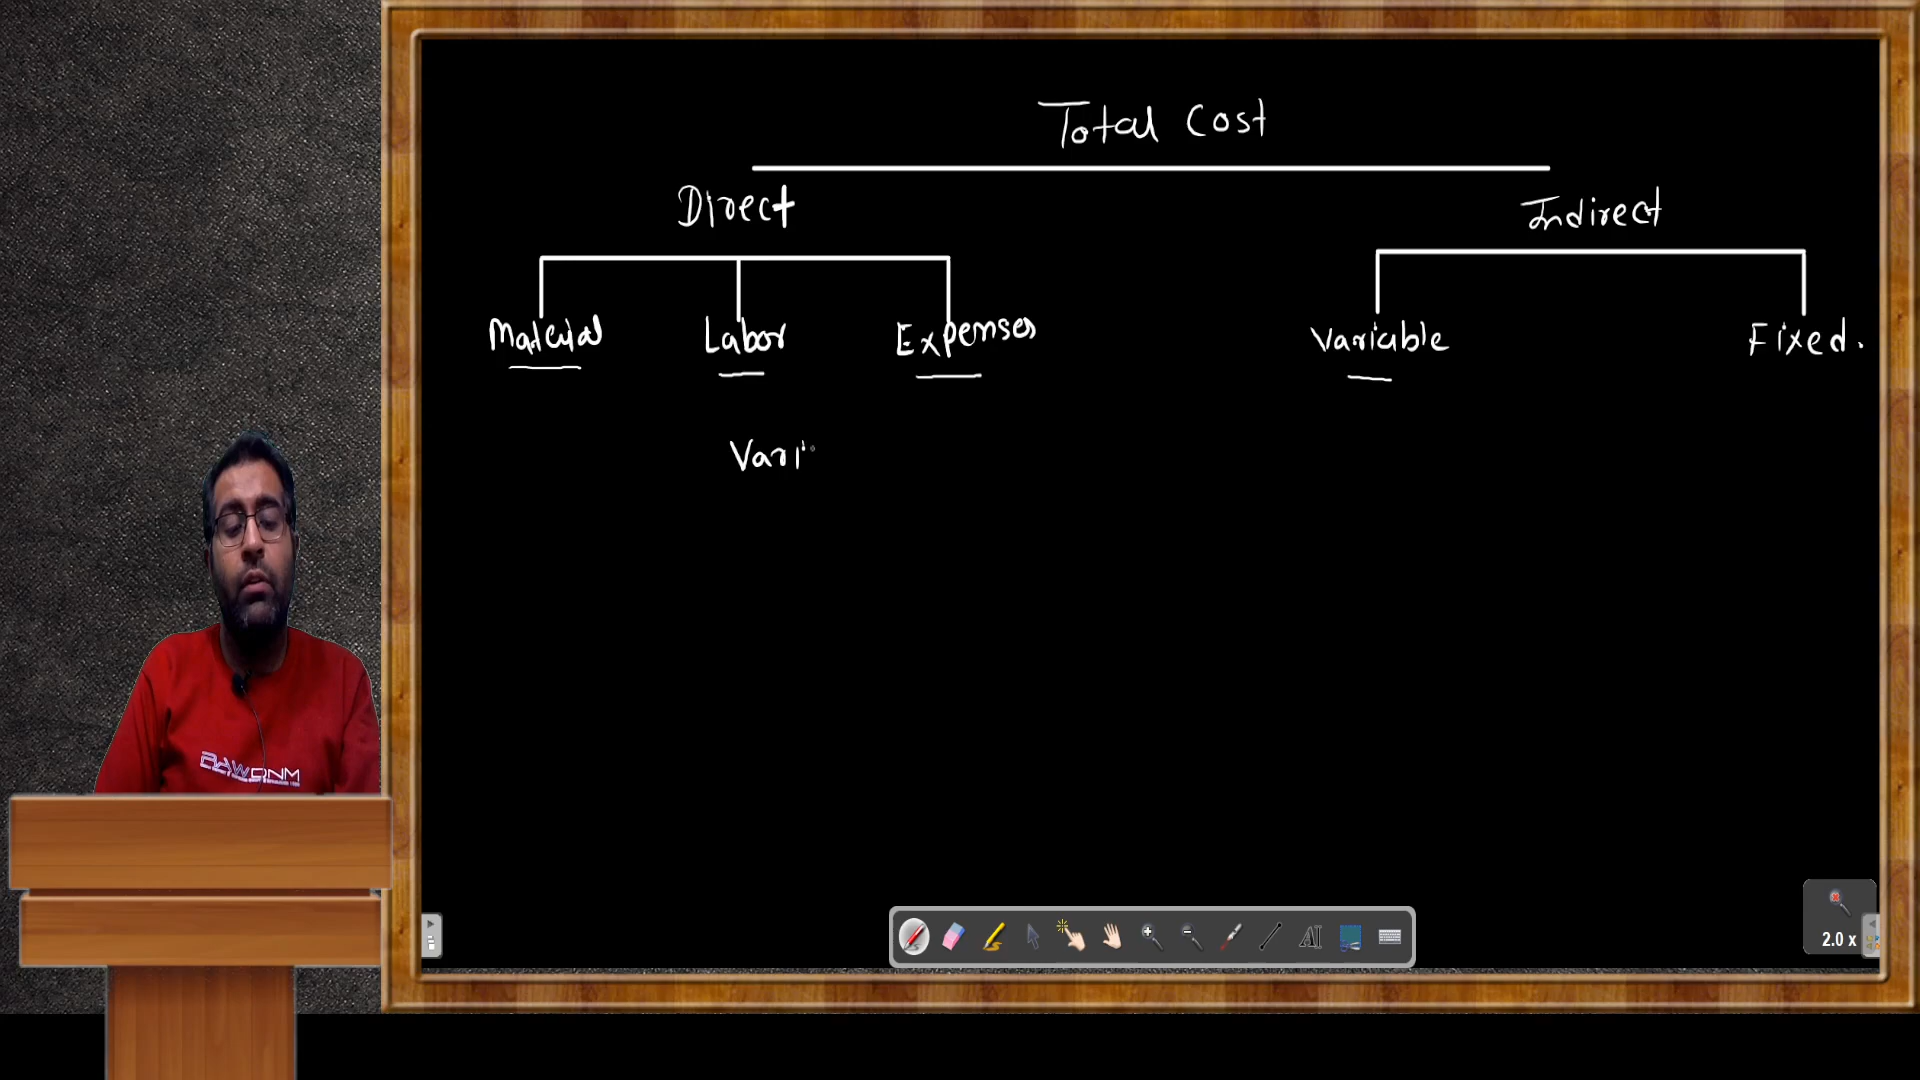 Total Cost
Direct
Indirect
Material Labor Expenses
Variable
Fixed.
Vari
2.0 x